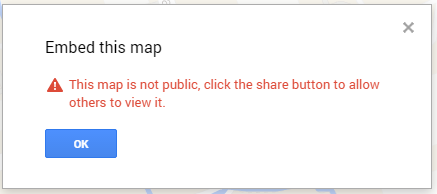 Embed this map
This map is not public, click the share button to allow
others to view it.
OK